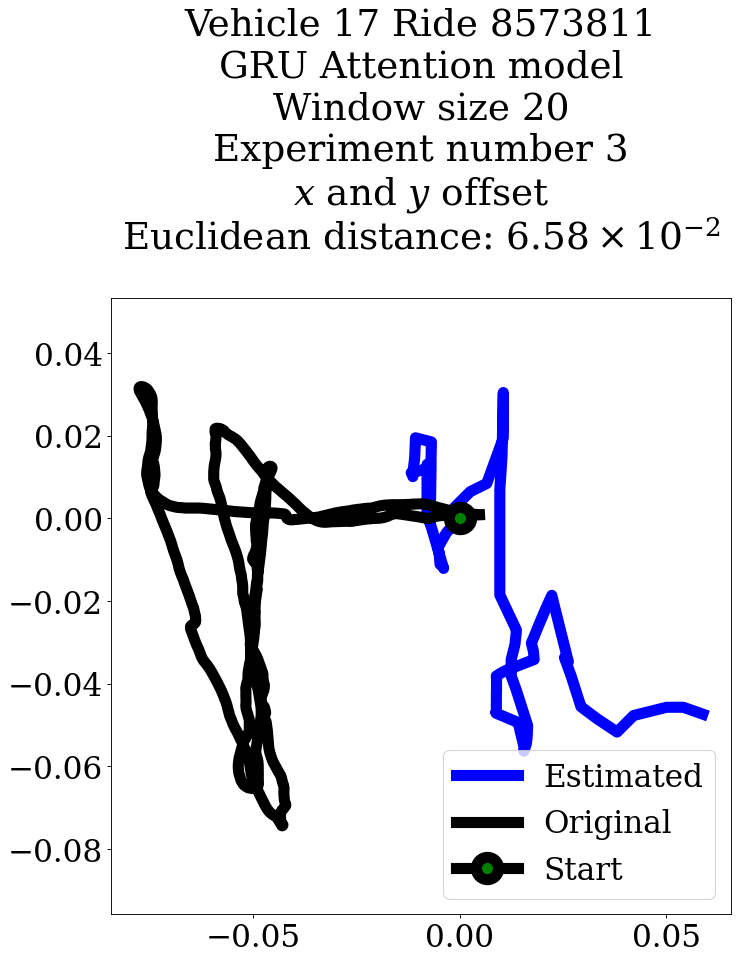 Vehicle 17 Ride 8573811
GRU Attention model
Window size 20
Experiment number 3
x and y offset
Euclidean distance: 6.58 × 10⁻²
0.04
0.02
0.00
−0.02
−0.04
−0.06
−0.08
−0.05
0.00
0.05
Estimated
Original
Start